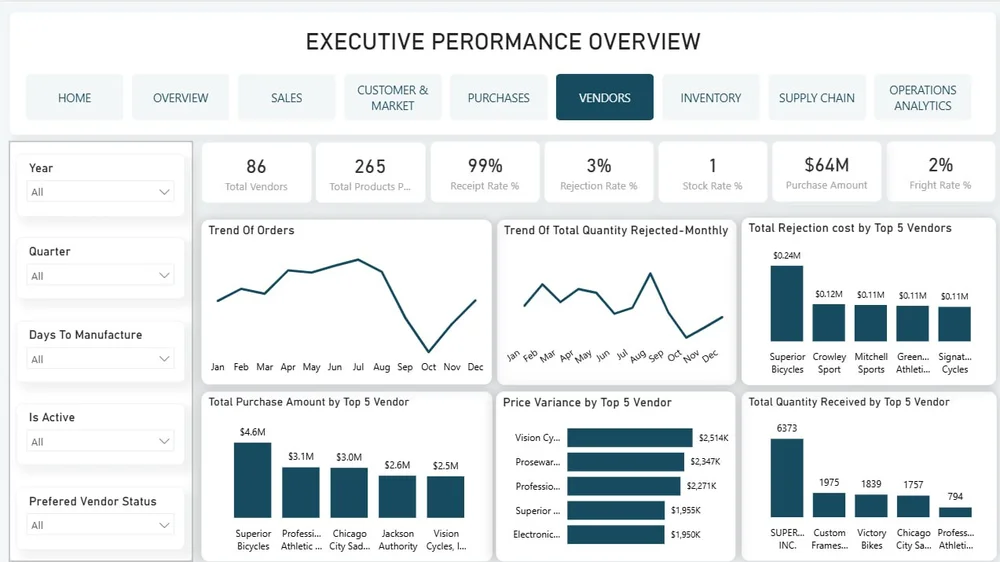 EXECUTIVE PERORMANCE OVERVIEW
HOME
OVERVIEW
SALES
CUSTOMER &
MARKET
PURCHASES
VENDORS
INVENTORY
SUPPLY CHAIN
OPERATIONS
ANALYTICS
Year
All
Quarter
All
Days To Manufacture
All
Is Active
All
Prefered Vendor Status
All
86
Total Vendors
265
Total Products P...
99%
Receipt Rate %
3%
Rejection Rate %
1
Stock Rate %
$64M
Purchase Amount
2%
Fright Rate %
Trend Of Orders
Jan Feb Mar Apr May Jun Jul Aug Sep Oct Nov Dec
Trend Of Total Quantity Rejected-Monthly
Jan Feb Mar Apr May Jun Jul Aug Sep Oct Nov Dec
Total Rejection cost by Top 5 Vendors
$0.24M
$0.12M $0.11M $0.11M $0.11M
Superior Crowley Mitchell Green... Signat...
Bicycles Sport Sports Athleti... Cycles
Total Purchase Amount by Top 5 Vendor
$4.6M
$3.1M $3.0M $2.6M $2.5M
Superior Professi... Chicago Jackson Vision
Bicycles Athletic ... City Sad... Authority Cycles, I...
Price Variance by Top 5 Vendor
Vision Cy... $2,514K
Prosewar... $2,347K
Professio... $2,271K
Superior ... $1,955K
Electronic... $1,950K
Total Quantity Received by Top 5 Vendor
6373
1975 1839 1757 794
SUPER... Custom Victory Chicago Profess...
INC. Frames... Bikes City Sa... Athleti...